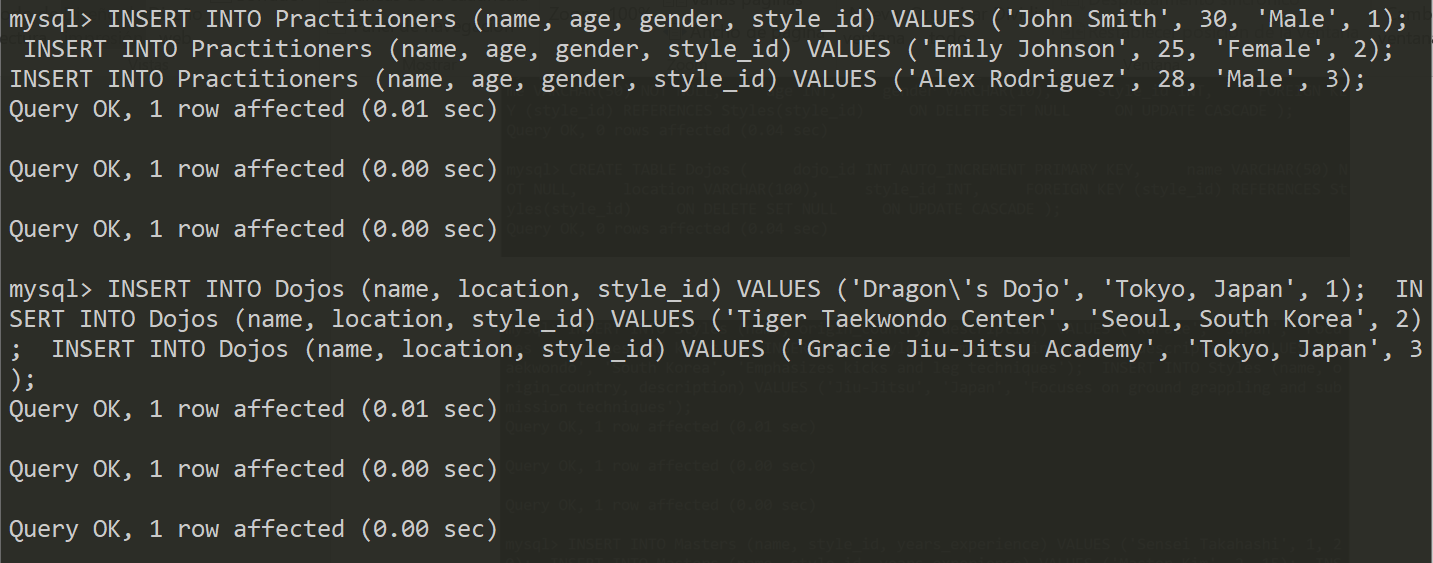 mysql> INSERT INTO Practitioners (name, age, gender, style_id) VALUES ('John Smith', 30, 'Male', 1);
 INSERT INTO Practitioners (name, age, gender, style_id) VALUES ('Emily Johnson', 25, 'Female', 2);
INSERT INTO Practitioners (name, age, gender, style_id) VALUES ('Alex Rodriguez', 28, 'Male', 3);
Query OK, 1 row affected (0.01 sec)
Query OK, 1 row affected (0.00 sec)
Query OK, 1 row affected (0.00 sec)
mysql> INSERT INTO Dojos (name, location, style_id) VALUES ('Dragon\'s Dojo', 'Tokyo, Japan', 1);  IN
SERT INTO Dojos (name, location, style_id) VALUES ('Tiger Taekwondo Center', 'Seoul, South Korea', 2)
;  INSERT INTO Dojos (name, location, style_id) VALUES ('Gracie Jiu-Jitsu Academy', 'Tokyo, Japan', 3
);
Query OK, 1 row affected (0.01 sec)
Query OK, 1 row affected (0.00 sec)
Query OK, 1 row affected (0.00 sec)